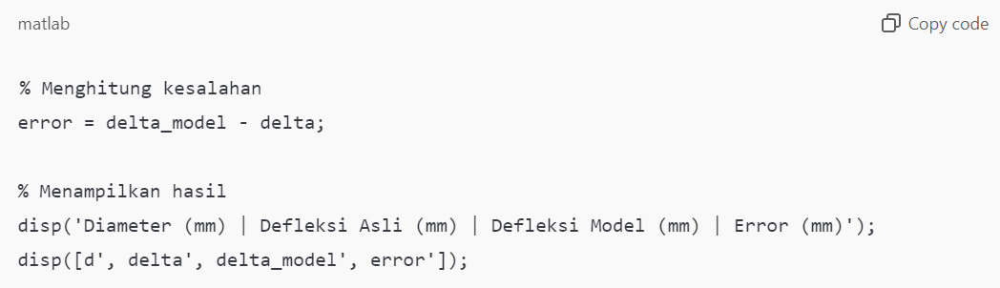 matlab
Copy code
% Menghitung kesalahan
error = delta_model - delta;
% Menampilkan hasil
disp('Diameter (mm) | Defleksi Asli (mm) | Defleksi Model (mm) | Error (mm)');
disp([d', delta', delta_model', error']);